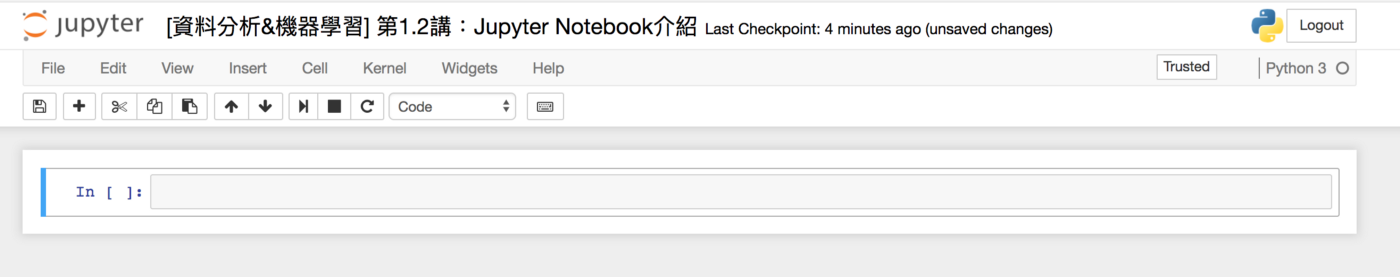 jupyter [資料分析&機器學習] 第1.2講：Jupyter Notebook介紹 Last Checkpoint: 4 minutes ago (unsaved changes) Logout
File Edit View Insert Cell Kernel Widgets Help Trusted Python 3
Code
In [ ]: